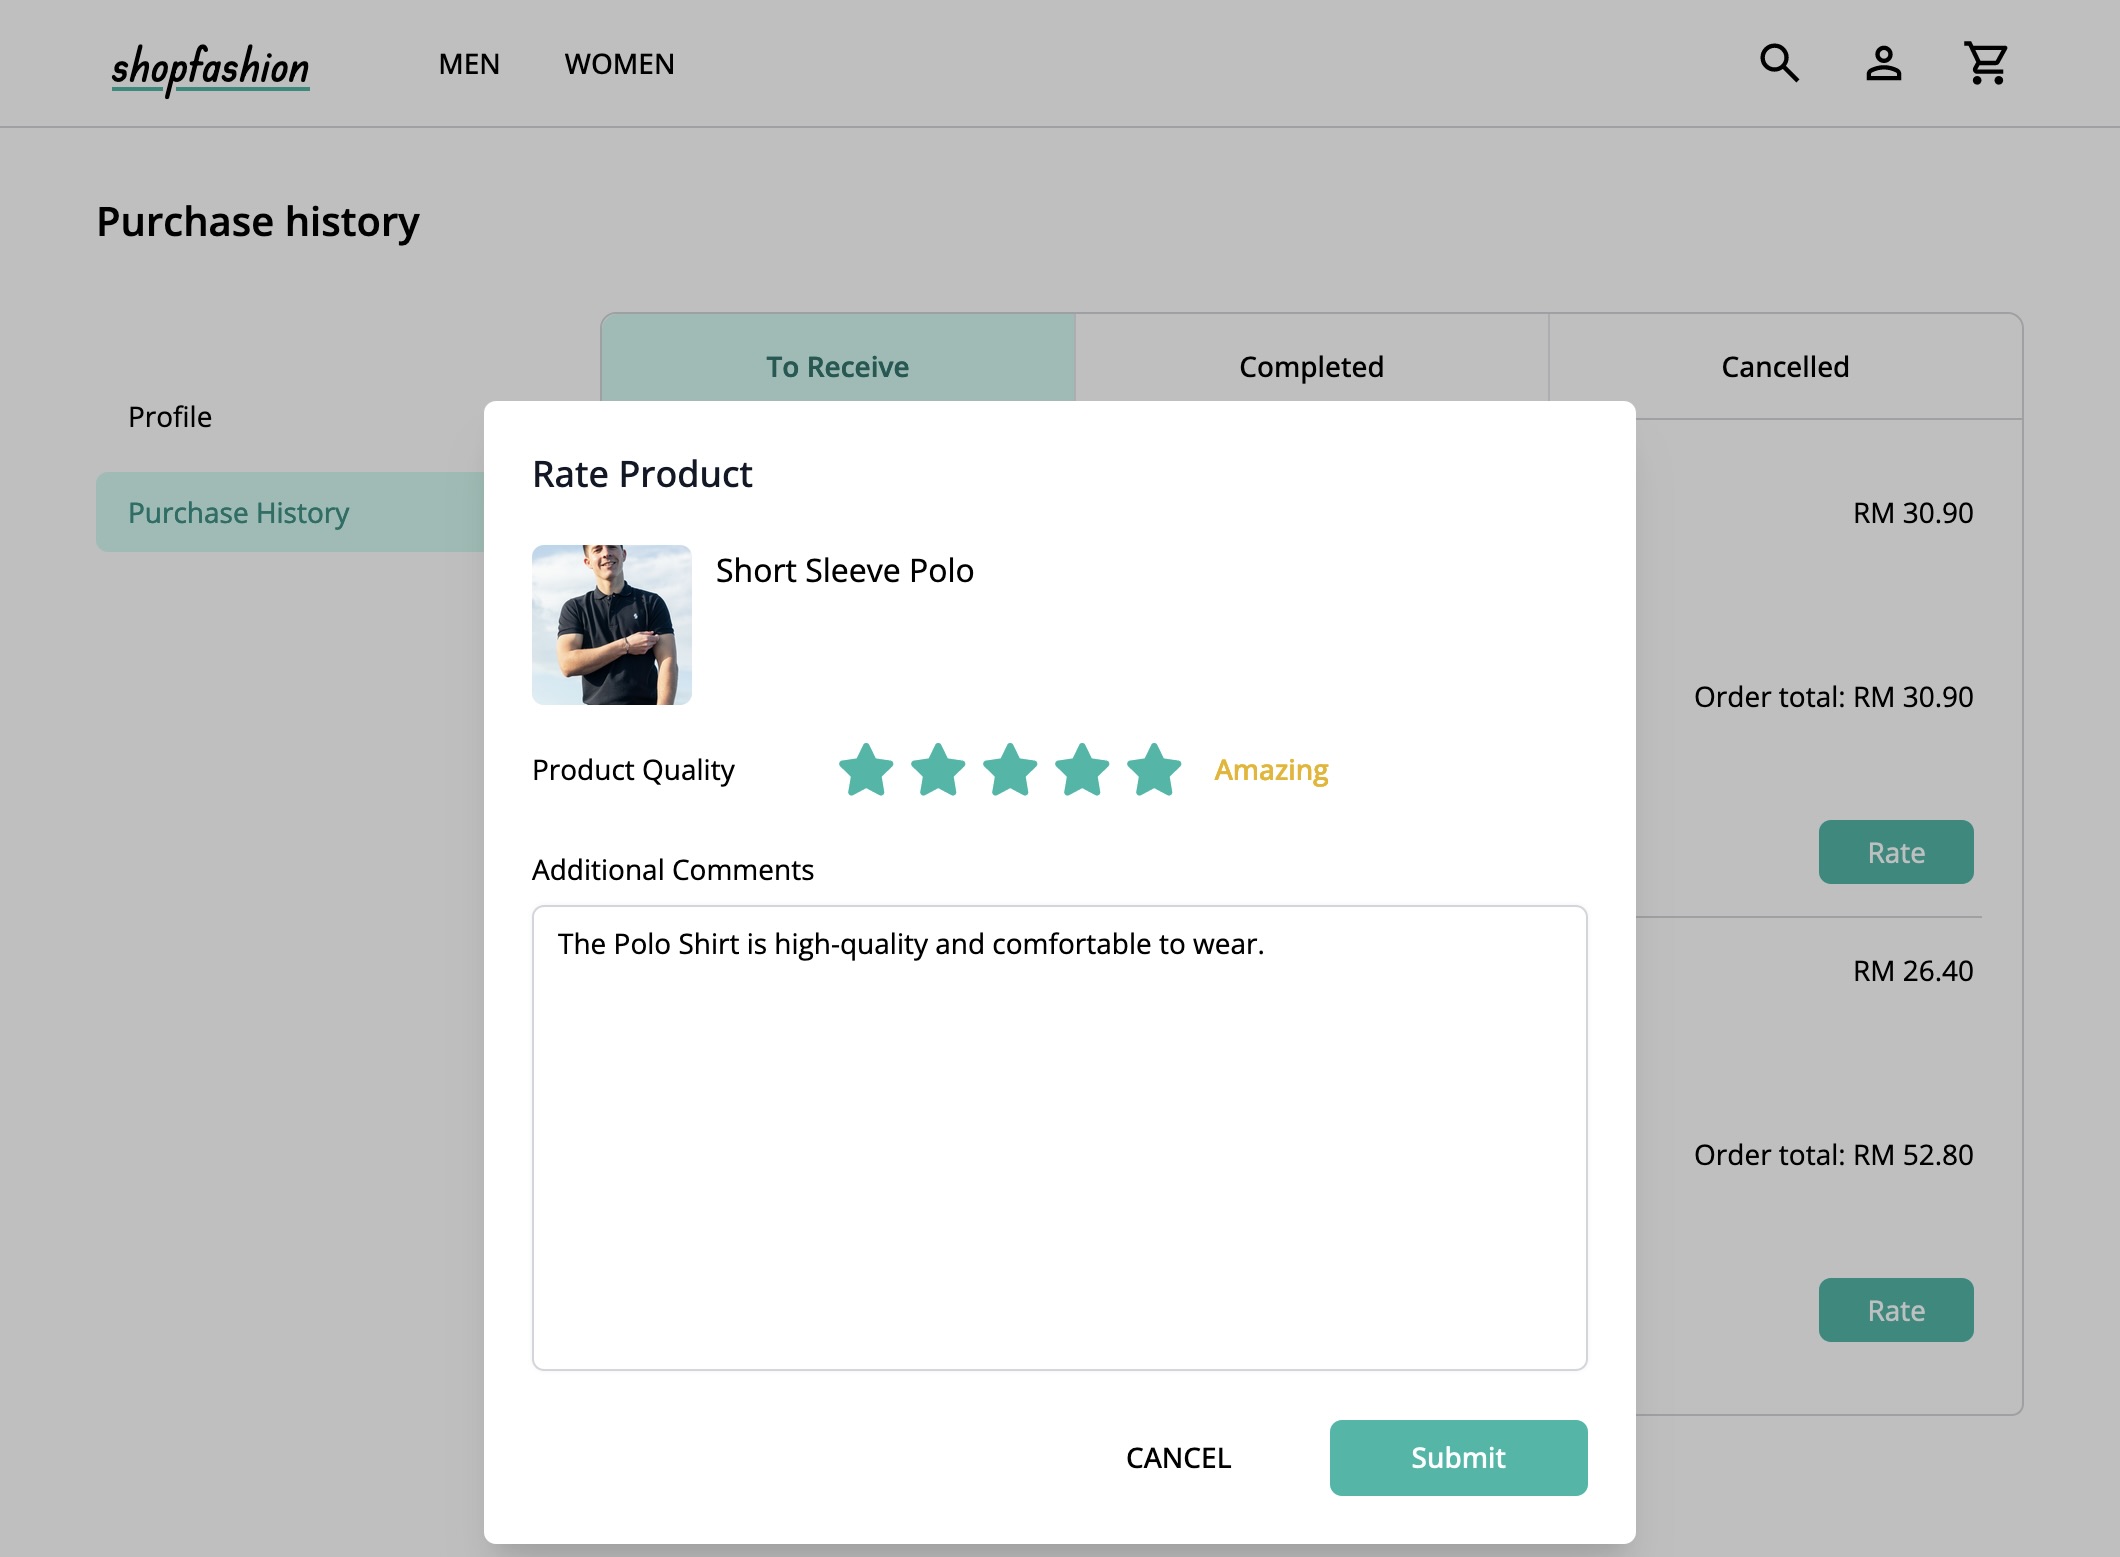 shopfashion
MEN
WOMEN
Purchase history
To Receive
Completed
Cancelled
Profile
Purchase History
Rate Product
Short Sleeve Polo
Product Quality
Amazing
Additional Comments
The Polo Shirt is high-quality and comfortable to wear.
CANCEL
Submit
RM 30.90
Order total: RM 30.90
Rate
RM 26.40
Order total: RM 52.80
Rate